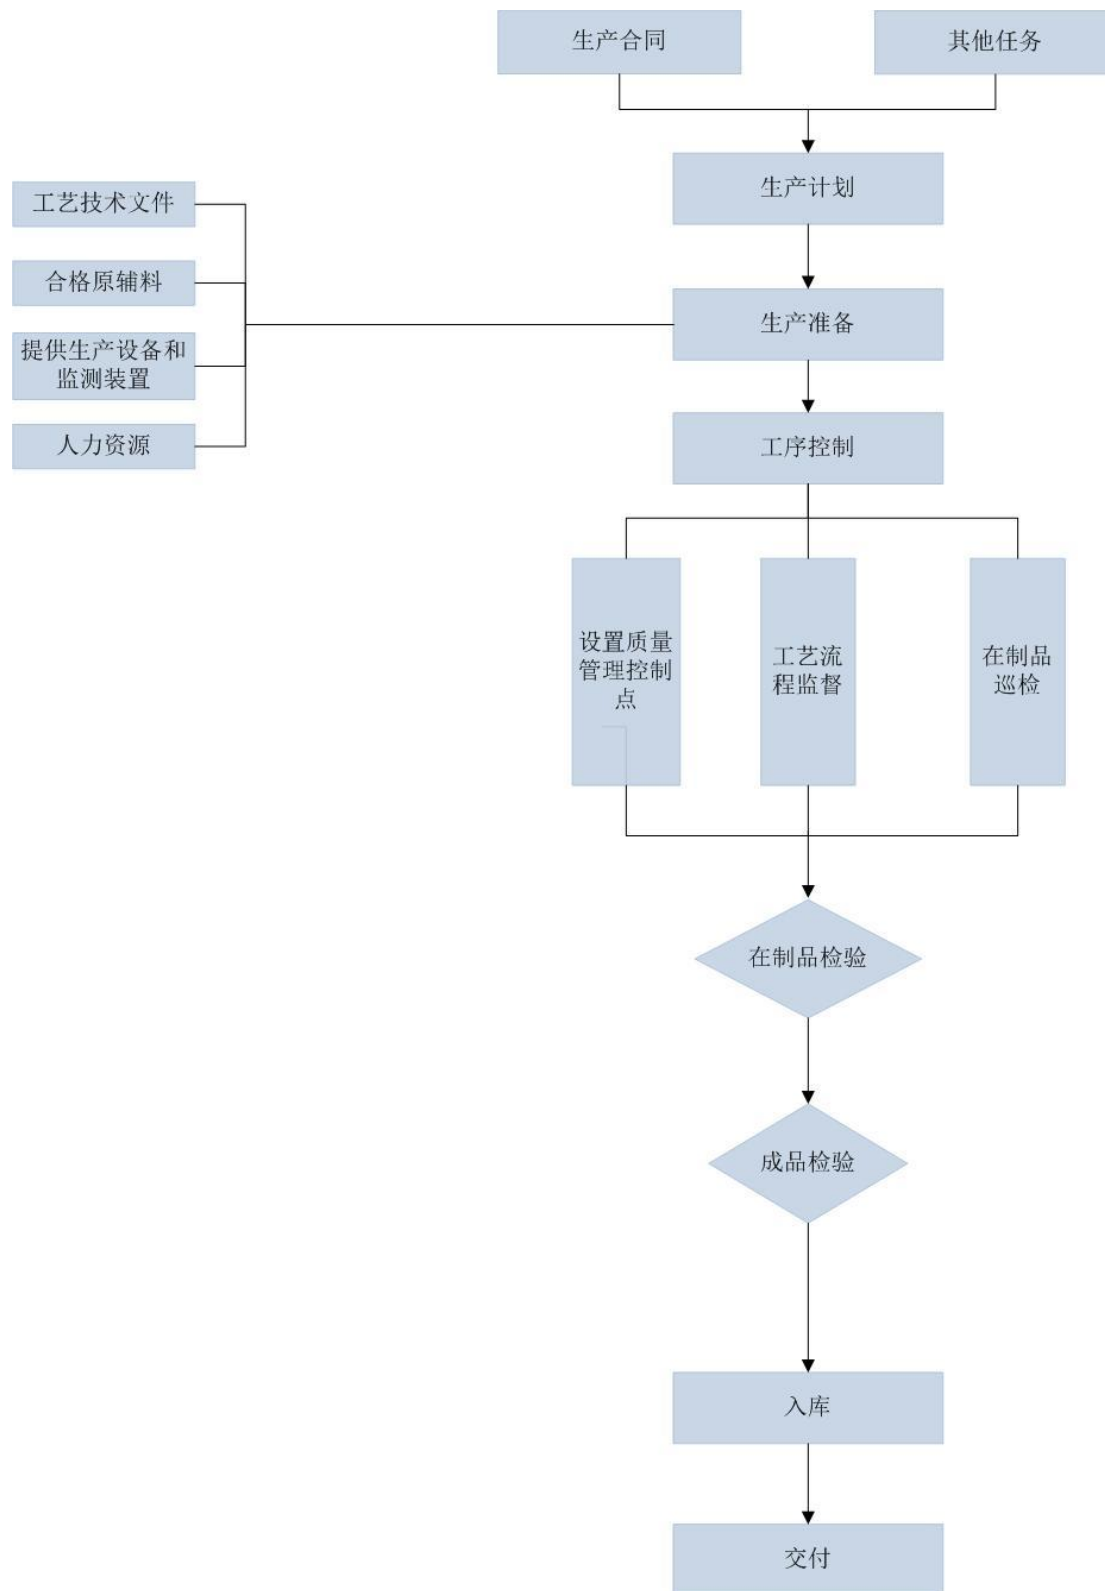 生产合同
其他任务
生产计划
工艺技术文件
合格原辅料
生产准备
提供生产设备和
监测装置
人力资源
工序控制
设置质量
管理控制
点
工艺流
程监督
在制品
巡检
在制品检验
成品检验
入库
交付